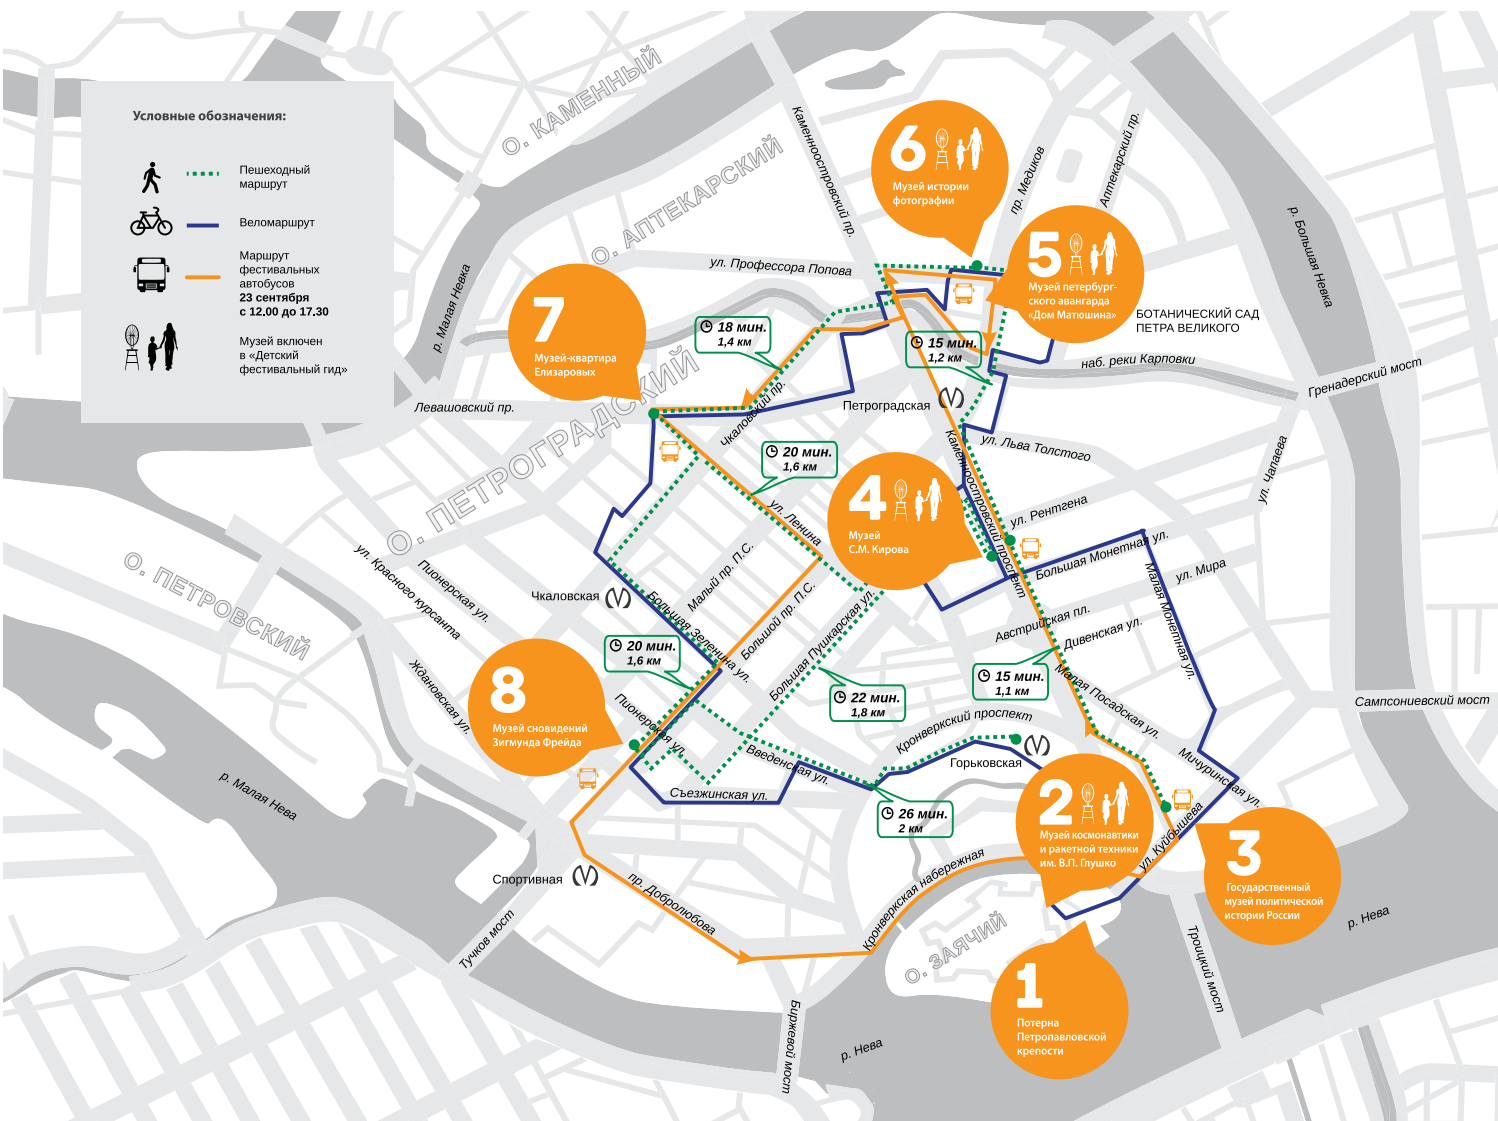 Условные обозначения:
Пешеходный
маршрут
Веломаршрут
Маршрут
фестивальных
автобусов
23 сентября
с 12.00 до 17.30
Музей включен
в «Детский
фестивальный гид»
О. КАМЕННЫЙ
О. АПТЕКАРСКИЙ
О. ПЕТРОГРАДСКИЙ
О. ПЕТРОВСКИЙ
О. ЗАЯЧИЙ
Каменноостровский пр.
пр. Медиков
Аптекарский пр.
р. Большая Невка
р. Малая Невка
ул. Профессора Попова
6
Музей истории
фотографии
5
Музей петербург-
ского авангарда
«Дом Матюшина»
БОТАНИЧЕСКИЙ САД
ПЕТРА ВЕЛИКОГО
7
Музей-квартира
Елизаровых
18 мин.
1,4 км
15 мин.
1,2 км
наб. реки Карповки
Гренадерский мост
Левашовский пр.
Чкаловский пр.
Петроградская
ул. Льва Толстого
ул. Чапаева
20 мин.
1,6 км
ул. Ленина
4
Музей
С.М. Кирова
Каменноостровский проспект
ул. Рентгена
Большая Монетная ул.
ул. Мира
Малая Монетная ул.
Австрийская пл.
Дивенская ул.
ул. Красного курсанта
Пионерская ул.
Чкаловская
Малый пр. П.С.
Большой пр. П.С.
Большая Зеленина ул.
Большая Пушкарская ул.
20 мин.
1,6 км
22 мин.
1,8 км
15 мин.
1,1 км
Малая Посадская ул.
Сампсониевский мост
Ждановская ул.
8
Музей сновидений
Зигмунда Фрейда
Пионерская ул.
Введенская ул.
Кронверкский проспект
Горьковская
Мичуринская ул.
Съезжинская ул.
26 мин.
2 км
р. Малая Нева
2
Музей космонавтики
и ракетной техники
им. В.П. Глушко
ул. Куйбышева
3
Государственный
музей политической
истории России
Спортивная
пр. Добролюбова
Кронверкская набережная
Тучков мост
р. Нева
Троицкий мост
1
Потерна
Петропавловской
крепости
Биржевой мост
р. Нева